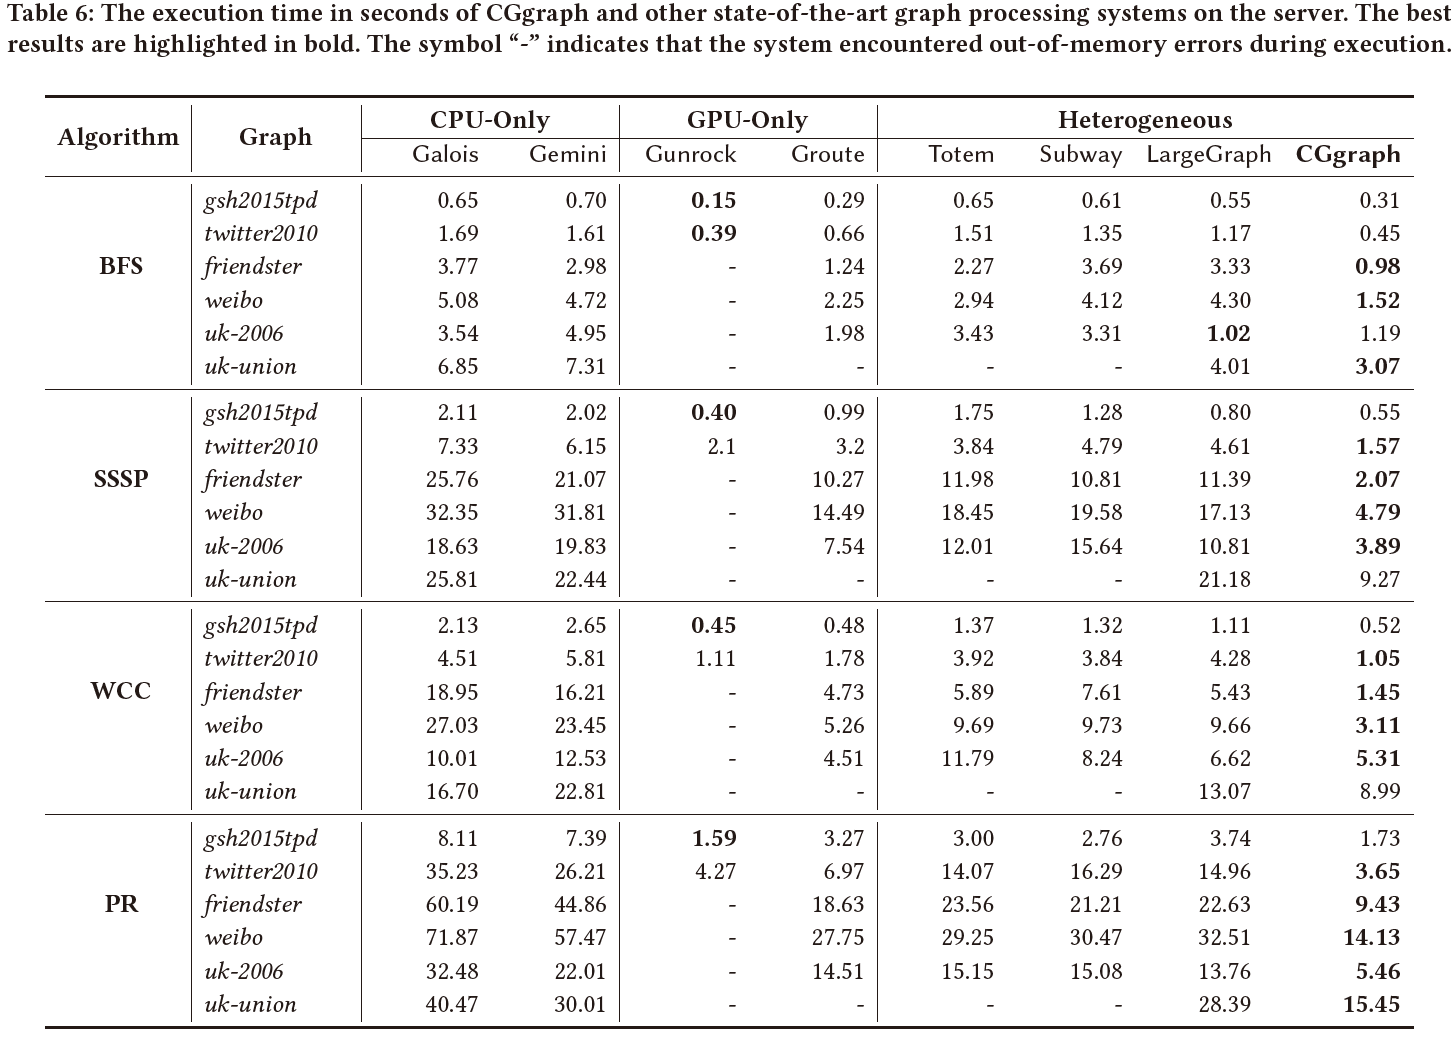 Table 6: The execution time in seconds of CGgraph and other state-of-the-art graph processing systems on the server. The best
results are highlighted in bold. The symbol “-” indicates that the system encountered out-of-memory errors during execution.
Algorithm Graph CPU-Only GPU-Only Heterogeneous
Galois Gemini Gunrock Groute Totem Subway LargeGraph CGgraph
gsh2015tpd 0.65 0.70 0.15 0.29 0.65 0.61 0.55 0.31
twitter2010 1.69 1.61 0.39 0.66 1.51 1.35 1.17 0.45
BFS friendster 3.77 2.98 - 1.24 2.27 3.69 3.33 0.98
weibo 5.08 4.72 - 2.25 2.94 4.12 4.30 1.52
uk-2006 3.54 4.95 - 1.98 3.43 3.31 1.02 1.19
uk-union 6.85 7.31 - - - - 4.01 3.07
gsh2015tpd 2.11 2.02 0.40 0.99 1.75 1.28 0.80 0.55
twitter2010 7.33 6.15 2.1 3.2 3.84 4.79 4.61 1.57
SSSP friendster 25.76 21.07 - 10.27 11.98 10.81 11.39 2.07
weibo 32.35 31.81 - 14.49 18.45 19.58 17.13 4.79
uk-2006 18.63 19.83 - 7.54 12.01 15.64 10.81 3.89
uk-union 25.81 22.44 - - - - 21.18 9.27
gsh2015tpd 2.13 2.65 0.45 0.48 1.37 1.32 1.11 0.52
twitter2010 4.51 5.81 1.11 1.78 3.92 3.84 4.28 1.05
WCC friendster 18.95 16.21 - 4.73 5.89 7.61 5.43 1.45
weibo 27.03 23.45 - 5.26 9.69 9.73 9.66 3.11
uk-2006 10.01 12.53 - 4.51 11.79 8.24 6.62 5.31
uk-union 16.70 22.81 - - - - 13.07 8.99
gsh2015tpd 8.11 7.39 1.59 3.27 3.00 2.76 3.74 1.73
twitter2010 35.23 26.21 4.27 6.97 14.07 16.29 14.96 3.65
PR friendster 60.19 44.86 - 18.63 23.56 21.21 22.63 9.43
weibo 71.87 57.47 - 27.75 29.25 30.47 32.51 14.13
uk-2006 32.48 22.01 - 14.51 15.15 15.08 13.76 5.46
uk-union 40.47 30.01 - - - - 28.39 15.45